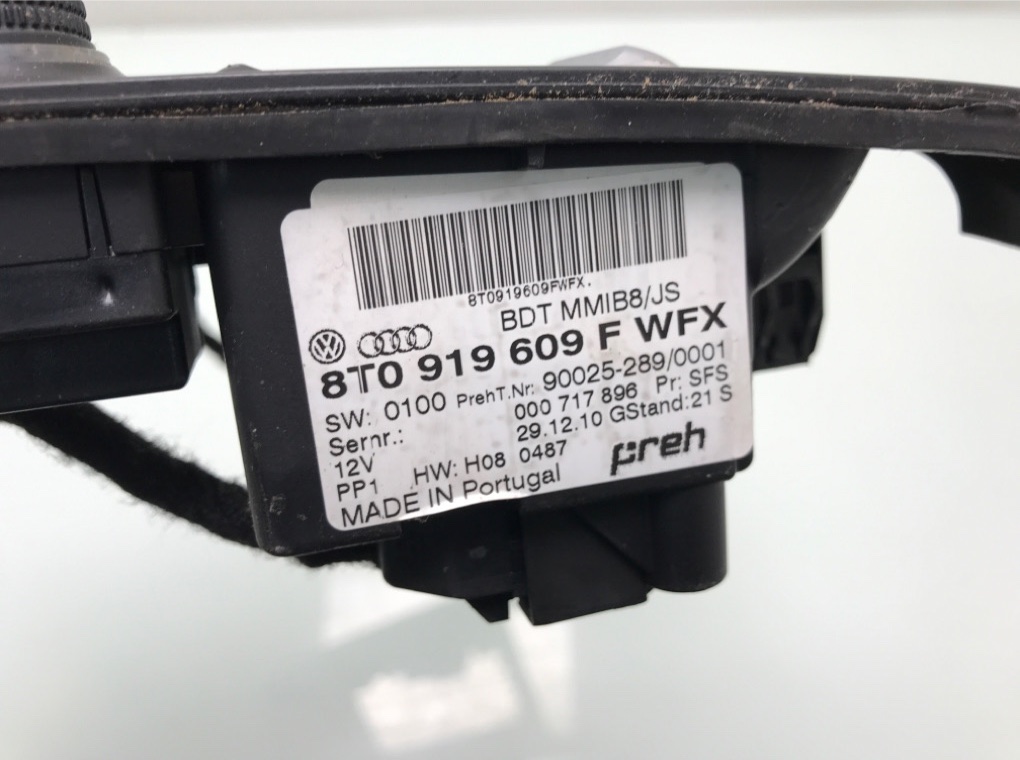 8T0919609FWFX.
BDT MMIB8/JS
8T0 919 609 F WFX
SW: 0100 PrehT.Nr: 90025-289/0001
Sernr.: 000 717 896 Pr: SFS
12V 29.12.10 GStand:21 S
PP1 HW: H08 0487
MADE IN Portugal preh